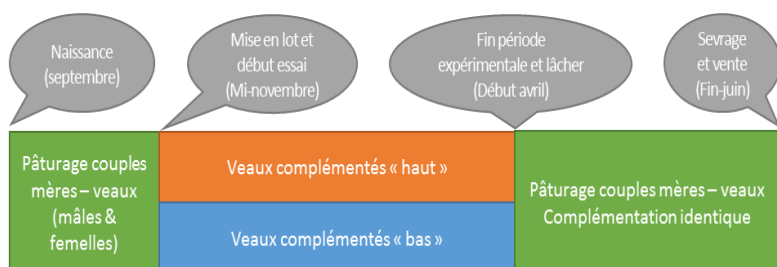 Naissance
(septembre)
Mise en lot et
début essai
(Mi-novembre)
Fin période
expérimentale et lâcher
(Début avril)
Sevrage
et vente
(Fin-juin)
Pâturage couples
mères – veaux
(mâles &
femelles)
Veaux complémentés « haut »
Veaux complémentés « bas »
Pâturage couples mères – veaux
Complémentation identique